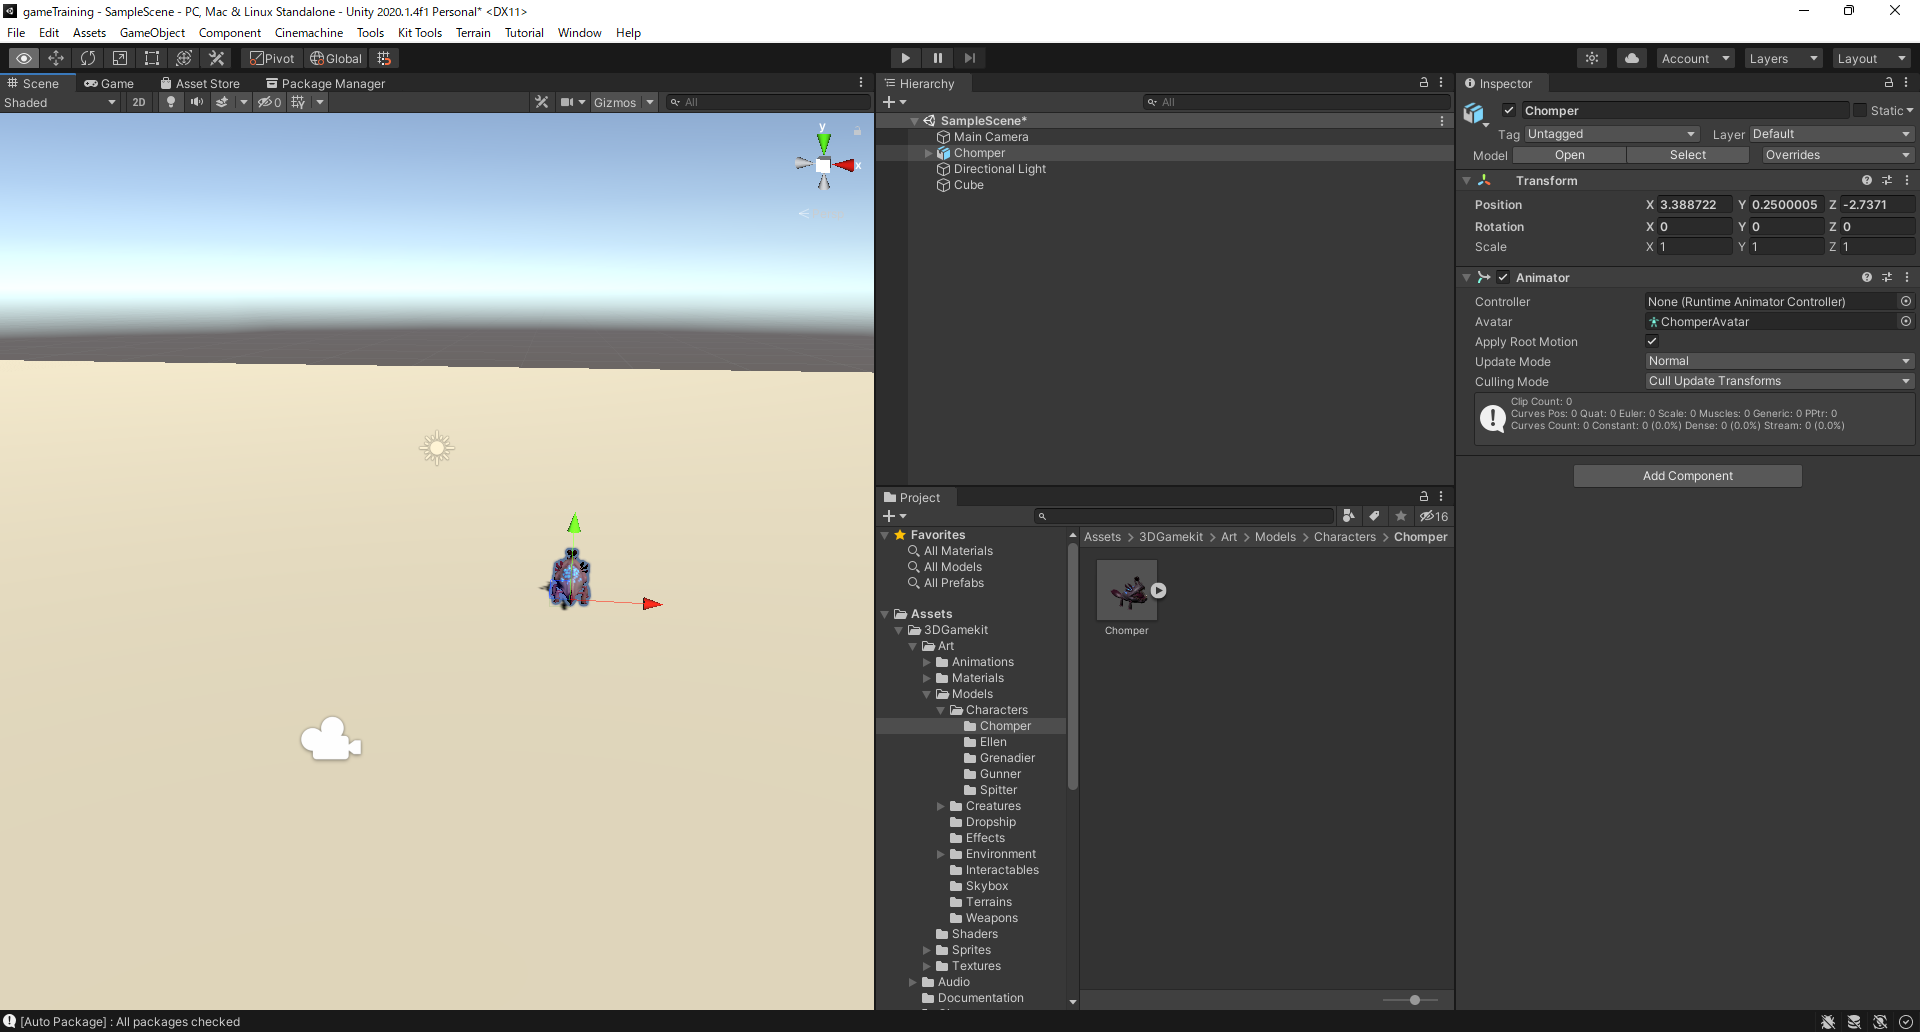 gameTraining - SampleScene - PC, Mac & Linux Standalone - Unity 2020.1.4f1 Personal* <DX11>
File Edit Assets GameObject Component Cinemachine Tools Kit Tools Terrain Tutorial Window Help
Pivot Global Account Layers Layout
Scene Game Asset Store Package Manager
Shaded 2D 0 Gizmos All
y
x
Hierarchy
All
SampleScene*
Main Camera
Chomper
Directional Light
Cube
Project
16
Favorites
All Materials
All Models
All Prefabs
Assets
3DGamekit
Art
Animations
Materials
Models
Characters
Chomper
Ellen
Grenadier
Gunner
Spitter
Creatures
Dropship
Effects
Environment
Interactables
Skybox
Terrains
Weapons
Shaders
Sprites
Textures
Audio
Documentation
Assets > 3DGamekit > Art > Models > Characters > Chomper
Chomper
Inspector
Chomper Static
Tag Untagged Layer Default
Model Open Select Overrides
Transform
Position X 3.388722 Y 0.2500005 Z -2.7371
Rotation X 0 Y 0 Z 0
Scale X 1 Y 1 Z 1
Animator
Controller None (Runtime Animator Controller)
Avatar ChomperAvatar
Apply Root Motion
Update Mode Normal
Culling Mode Cull Update Transforms
Clip Count: 0
Curves Pos: 0 Quat: 0 Euler: 0 Scale: 0 Muscles: 0 Generic: 0 PPtr: 0
Curves Count: 0 Constant: 0 (0.0%) Dense: 0 (0.0%) Stream: 0 (0.0%)
Add Component
[Auto Package] : All packages checked